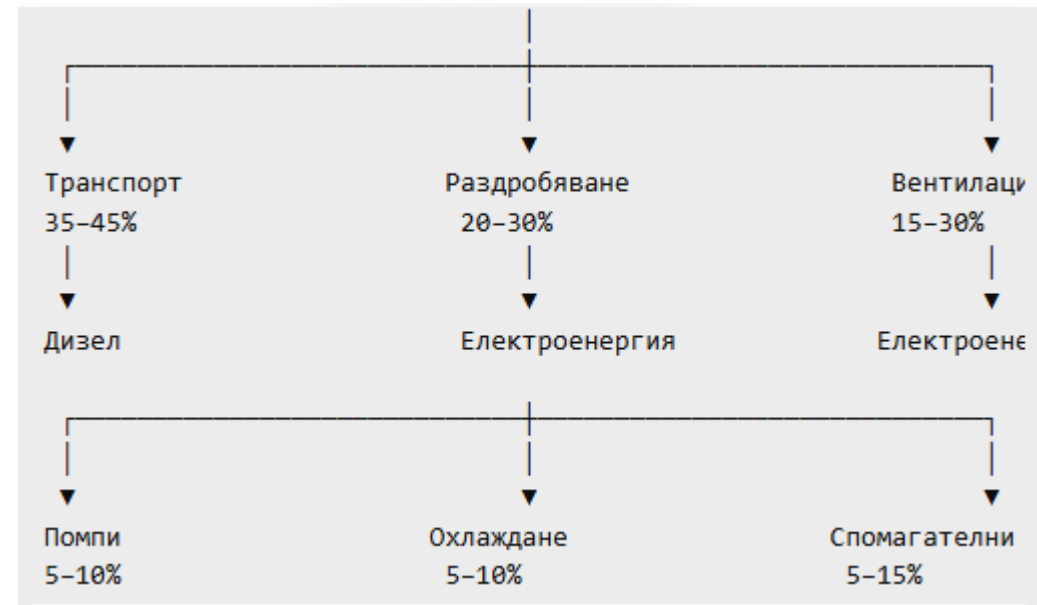 Транспорт Раздробяване Вентилаци
35–45% 20–30% 15–30%
Дизел Електроенергия Електроене
Помпи Охлаждане Спомагателни
5–10% 5–10% 5–15%